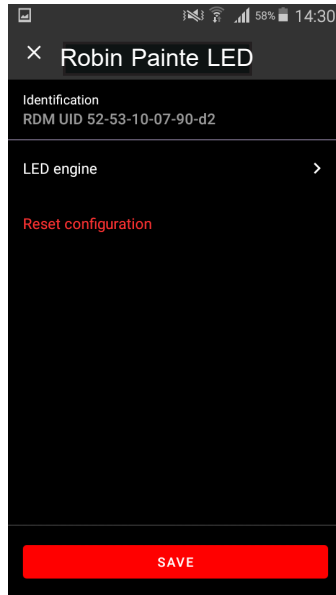 58% 14:30
Robin Painte LED
Identification
RDM UID 52-53-10-07-90-d2
LED engine
Reset configuration
SAVE